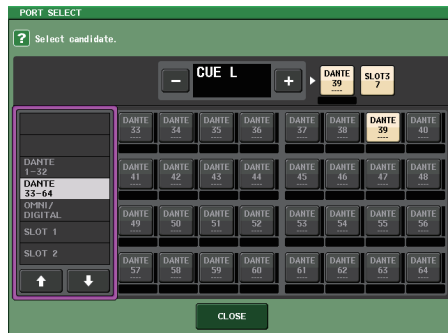 PORT SELECT
? Select candidate.
− CUE L + DANTE 39 ---- SLOT3 7
DANTE 33 ---- DANTE 34 ---- DANTE 35 ---- DANTE 36 ---- DANTE 37 ---- DANTE 38 ---- DANTE 39 ---- DANTE 40 ----
DANTE 1-32
DANTE 41 ---- DANTE 42 ---- DANTE 43 ---- DANTE 44 ---- DANTE 45 ---- DANTE 46 ---- DANTE 47 ---- DANTE 48 ----
DANTE 33-64
OMNI/ DIGITAL
DANTE 49 ---- DANTE 50 ---- DANTE 51 ---- DANTE 52 ---- DANTE 53 ---- DANTE 54 ---- DANTE 55 ---- DANTE 56 ----
SLOT 1
SLOT 2
DANTE 57 ---- DANTE 58 ---- DANTE 59 ---- DANTE 60 ---- DANTE 61 ---- DANTE 62 ---- DANTE 63 ---- DANTE 64 ----
CLOSE